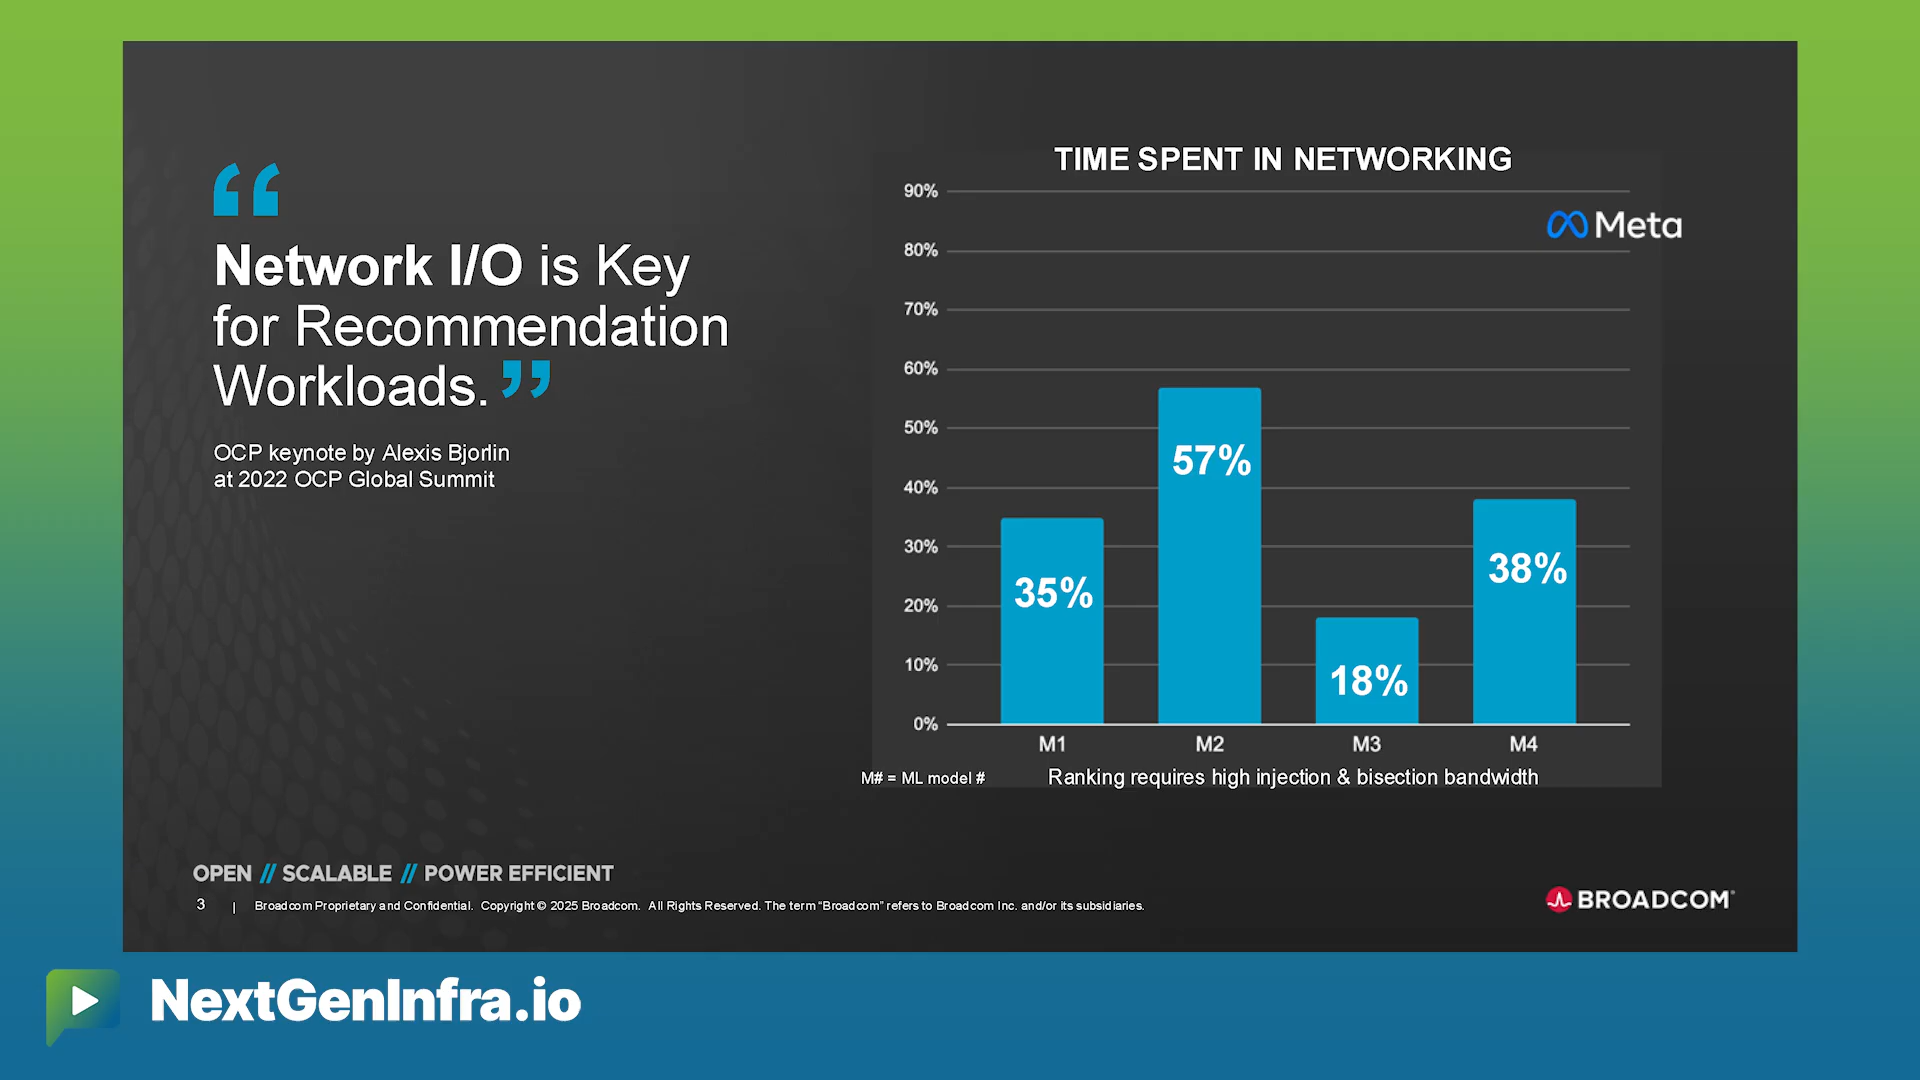 “
Network I/O is Key
for Recommendation
Workloads.”
OCP keynote by Alexis Bjorlin
at 2022 OCP Global Summit
TIME SPENT IN NETWORKING
Meta
90%
80%
70%
60%
50%
40%
30%
20%
10%
0%
35%
57%
18%
38%
M1 M2 M3 M4
M# = ML model # Ranking requires high injection & bisection bandwidth
OPEN // SCALABLE // POWER EFFICIENT
3 | Broadcom Proprietary and Confidential. Copyright © 2025 Broadcom. All Rights Reserved. The term “Broadcom” refers to Broadcom Inc. and/or its subsidiaries.
BROADCOM
NextGenInfra.io